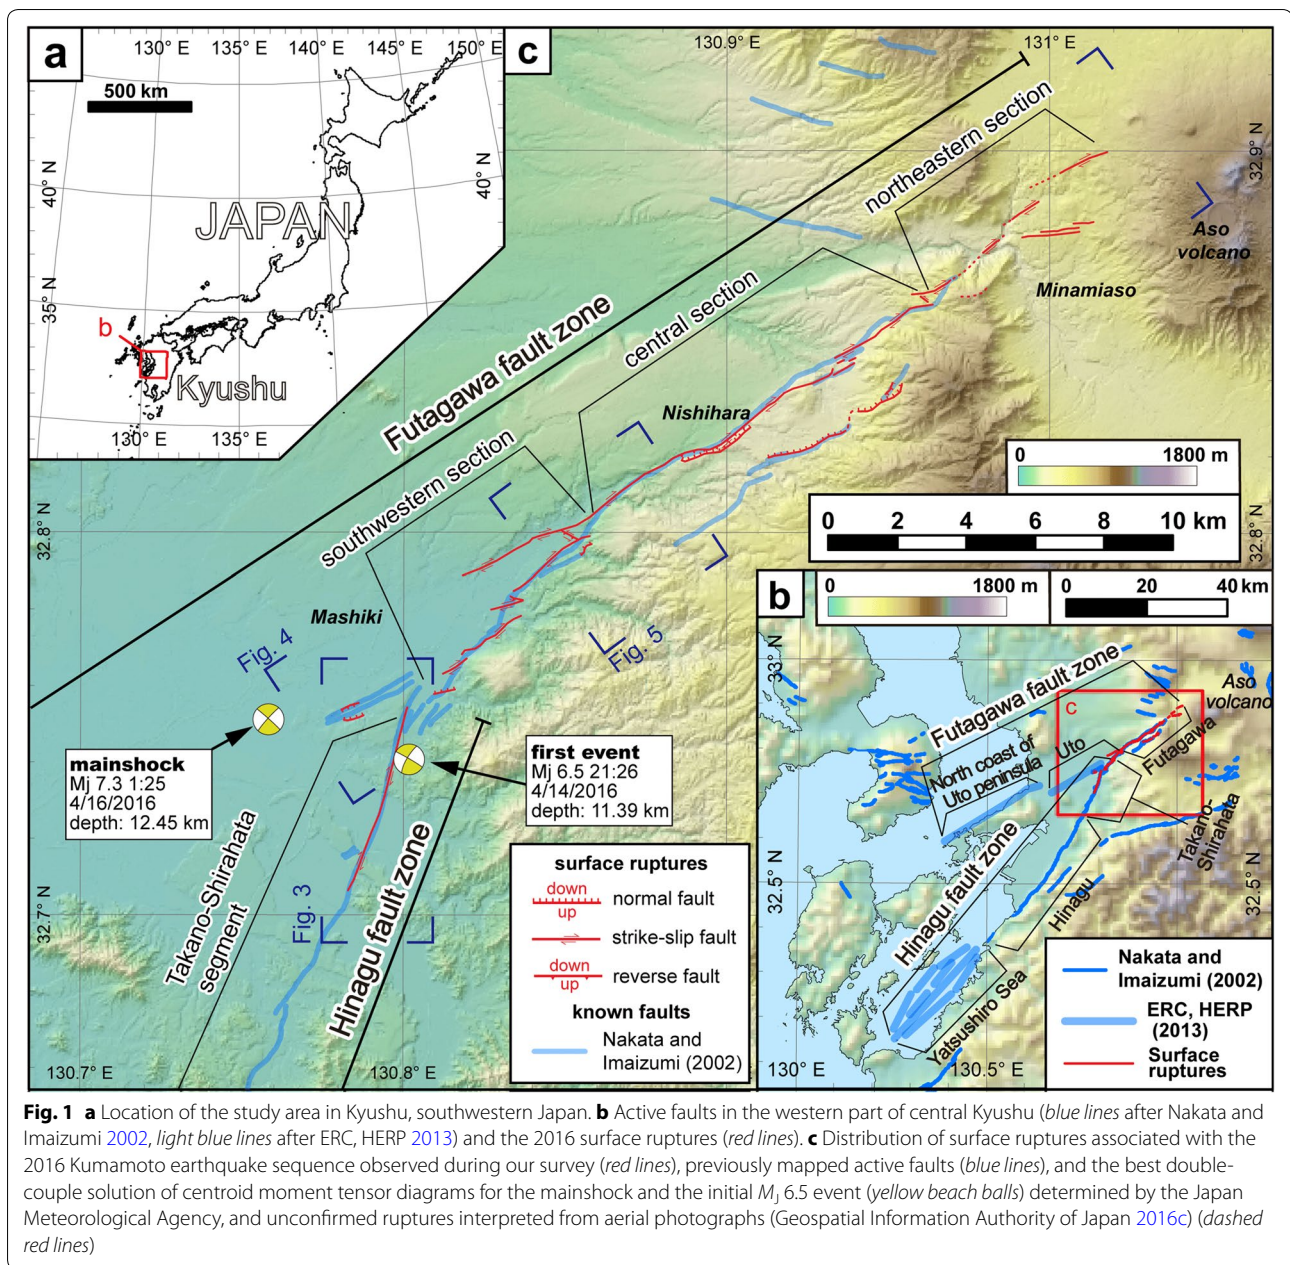 a
130° E
140° E
150° E
500 km
40° N
40° N
JAPAN
35° N
b
Kyushu
130° E
135° E
140° E
c
130.9° E
131° E
32.9° N
northeastern section
Aso
volcano
Minamiaso
central section
Futagawa fault zone
Nishihara
southwestern section
0
1800 m
0
2
4
6
8
10 km
32.8° N
32.8° N
Mashiki
Fig. 4
Fig. 5
mainshock
Mj 7.3 1:25
4/16/2016
depth: 12.45 km
first event
Mj 6.5 21:26
4/14/2016
depth: 11.39 km
Takano-Shirahata
segment
Fig. 3
Hinagu fault zone
32.7° N
130.7° E
130.8° E
surface ruptures
down
up
normal fault
strike-slip fault
down
up
reverse fault
known faults
Nakata and
Imaizumi (2002)
b
0
1800 m
0
20
40 km
33° N
Futagawa fault zone
Aso
volcano
c
Uto
Futagawa
North coast of
Uto peninsula
Takano-
Shirahata
Hinagu fault zone
Hinagu
32.5° N
32.5° N
Yatsushiro Sea
130° E
130.5° E
Nakata and
Imaizumi (2002)
ERC, HERP
(2013)
Surface
ruptures
Fig. 1 a Location of the study area in Kyushu, southwestern Japan. b Active faults in the western part of central Kyushu (blue lines after Nakata and
Imaizumi 2002, light blue lines after ERC, HERP 2013) and the 2016 surface ruptures (red lines). c Distribution of surface ruptures associated with the
2016 Kumamoto earthquake sequence observed during our survey (red lines), previously mapped active faults (blue lines), and the best double-
couple solution of centroid moment tensor diagrams for the mainshock and the initial MJ 6.5 event (yellow beach balls) determined by the Japan
Meteorological Agency, and unconfirmed ruptures interpreted from aerial photographs (Geospatial Information Authority of Japan 2016c) (dashed
red lines)